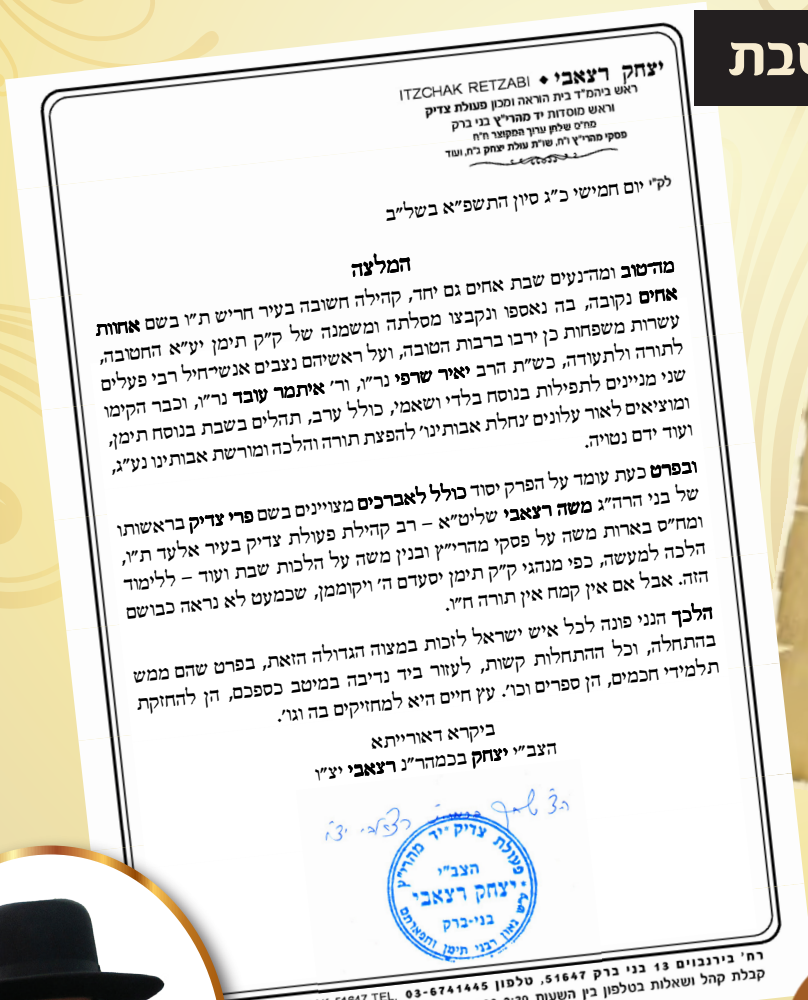 שבת
יצחק רצאבי ◆ ITZCHAK RETZABI
ראש ביהמ"ד בית הוראה ומכון פעולת צדיק
וראש מוסדות יד מהרי"ץ בני ברק
מח"ס שלחן ערוך המקוצר ח"ח
פסקי מהרי"ץ ו"ח, שו"ת עולת יצחק ג"ח, ועוד
לק"י יום חמישי כ"ג סיון התשפ"א בשל"ב
המלצה
מה־טוב ומה־נעים שבת אחים גם יחד, קהילה חשובה בעיר חריש ת"ו בשם אחוות
אחים נקובה, בה נאספו ונקבצו מסלתה ומשמנה של ק"ק תימן יע"א החטובה,
עשרות משפחות כן ירבו ברבות הטובה, ועל ראשיהם נצבים אנשי־חיל רבי פעלים
לתורה ולתעודה, כש"ת הרב יאיר שרפי נר"ו, ור' איתמר עובד נר"ו, וכבר הקימו
שני מניינים לתפילות בנוסח בלדי ושאמי, כולל ערב, תהלים בשבת בנוסח תימן,
ומוציאים לאור עלונים 'נחלת אבותינו' להפצת תורה והלכה ומורשת אבותינו נע"ג,
ועוד ידם נטויה.
ובפרט כעת עומד על הפרק יסוד כולל לאברכים מצויינים בשם פרי צדיק בראשותו
של בני הרה"ג משה רצאבי שליט"א – רב קהילת פעולת צדיק בעיר אלעד ת"ו,
ומח"ס בארות משה על פסקי מהרי"ץ ובנין משה על הלכות שבת ועוד – ללימוד
הלכה למעשה, כפי מנהגי ק"ק תימן יסעדם ה' ויקוממן, שכמעט לא נראה כבושם
הזה. אבל אם אין קמח אין תורה ח"ו.
הלכך הנני פונה לכל איש ישראל לזכות במצוה הגדולה הזאת, בפרט שהם ממש
בהתחלה, וכל ההתחלות קשות, לעזור ביד נדיבה במיטב כספכם, הן להחזקת
תלמידי חכמים, הן ספרים וכו'. עץ חיים היא למחזיקים בה וגו'.
ביקרא דאורייתא
הצב"י יצחק בכמהר"נ רצאבי יצ"ו
פעולת צדיק יד מהרי"ץ
הצב"י
יצחק רצאבי
בני-ברק
ע"ש גאון רבני תימן ותפארתם
רח' בירנבוים 13 בני ברק 51647, טלפון 03-6741445 .TEL 51647
קבלת קהל ושאלות בטלפון בין השעות